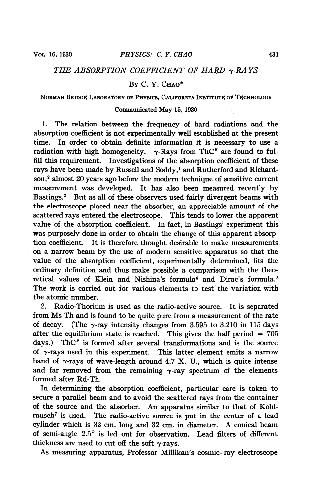 VOL. 16, 1930 PHYSICS: C. Y. CHAO 431
THE ABSORPTION COEFFICIENT OF HARD γ-RAYS
BY C. Y. CHAO*
NORMAN BRIDGE LABORATORY OF PHYSICS, CALIFORNIA INSTITUTE OF TECHNOLOGY
Communicated May 15, 1930
1. The relation between the frequency of hard radiations and the
absorption coefficient is not experimentally well established at the present
time. In order to obtain definite information it is necessary to use a
radiation with high homogeneity. γ-Rays from ThC" are found to ful-
fill this requirement. Investigations of the absorption coefficient of these
rays have been made by Russell and Soddy,¹ and Rutherford and Richard-
son,² almost 20 years ago before the modern technique of sensitive current
measurement was developed. It has also been measured recently by
Bastings.³ But as all of these observers used fairly divergent beams with
the electroscope placed near the absorber, an appreciable amount of the
scattered rays entered the electroscope. This tends to lower the apparent
value of the absorption coefficient. In fact, in Bastings' experiment this
was purposely done in order to obtain the change of this apparent absorp-
tion coefficient. It is therefore thought desirable to make measurements
on a narrow beam by the use of modern sensitive apparatus so that the
value of the absorption coefficient, experimentally determined, fits the
ordinary definition and thus make possible a comparison with the theo-
retical values of Klein and Nishina's formula⁴ and Dirac's formula.⁵
The work is carried out for various elements to test the variation with
the atomic number.
2. Radio-Thorium is used as the radio-active source. It is separated
from Ms Th and is found to be quite pure from a measurement of the rate
of decay. (The γ-ray intensity changes from 3.595 to 3.210 in 115 days
after the equilibrium state is reached. This gives the half period = 705
days.) ThC" is formed after several transformations and is the source
of γ-rays used in this experiment. This latter element emits a narrow
band of γ-rays of wave-length around 4.7 X. U., which is quite intense
and far removed from the remaining γ-ray spectrum of the elements
formed after Rd-Th.
In determining the absorption coefficient, particular care is taken to
secure a parallel beam and to avoid the scattered rays from the container
of the source and the absorber. An apparatus similar to that of Kohl-
rausch⁷ is used. The radio-active source is put in the center of a lead
cylinder which is 33 cm. long and 32 cm. in diameter. A conical beam
of semi-angle 2.5° is led out for observation. Lead filters of different
thickness are used to cut off the soft γ-rays.
As measuring apparatus, Professor Millikan's cosmic-ray electroscope